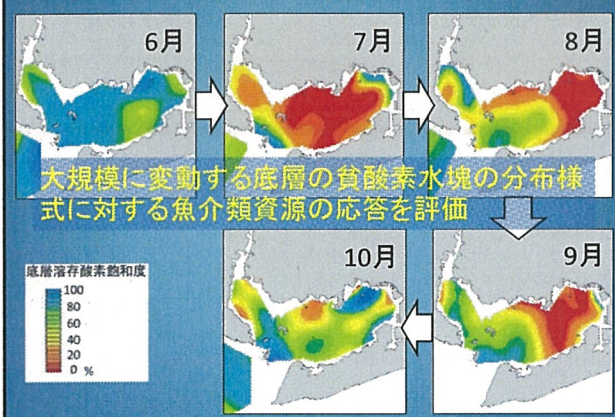 6月
7月
8月
大規模に変動する底層の貧酸素水塊の分布様
式に対する魚介類資源の応答を評価
10月
9月
底層溶存酸素飽和度
100
80
60
40
20
0 %